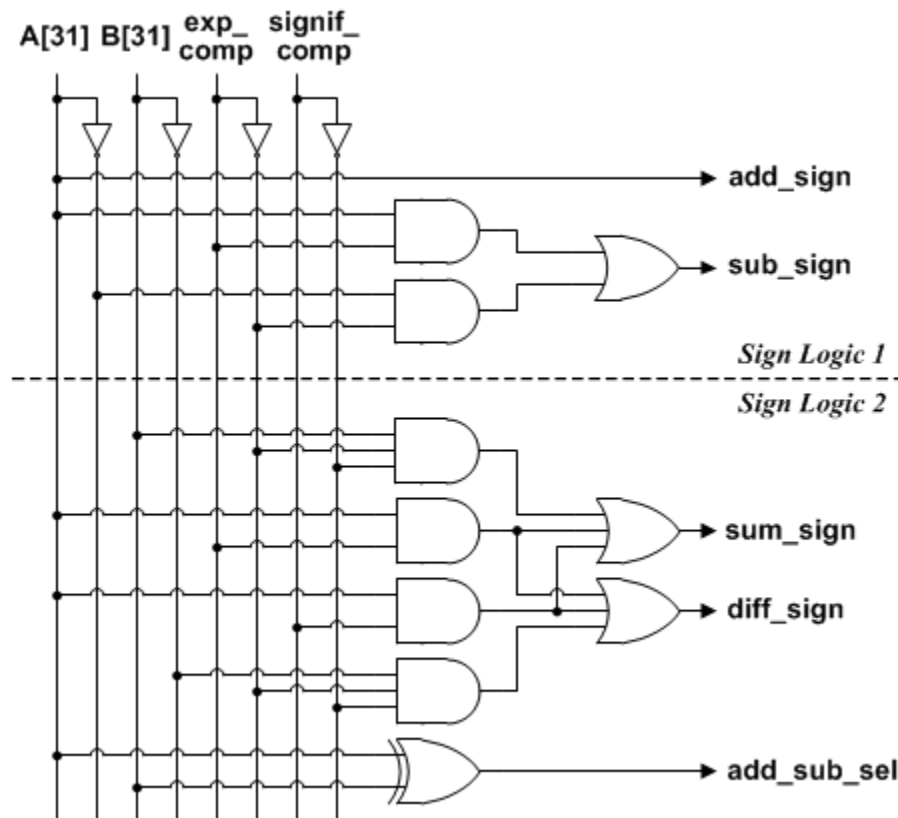 A[31] B[31] exp_ signif_
comp comp
add_sign
sub_sign
Sign Logic 1
Sign Logic 2
sum_sign
diff_sign
add_sub_sel